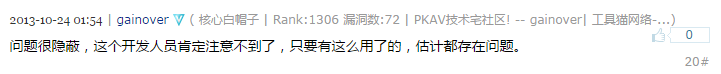 2013-10-24 01:54 | gainover ( 核心白帽子 | Rank:1306 漏洞数:72 | PKAV技术宅社区! -- gainover| 工具猫网络-...)
0
问题很隐蔽，这个开发人员肯定注意不到了，只要有这么用了的，估计都存在问题。
20#